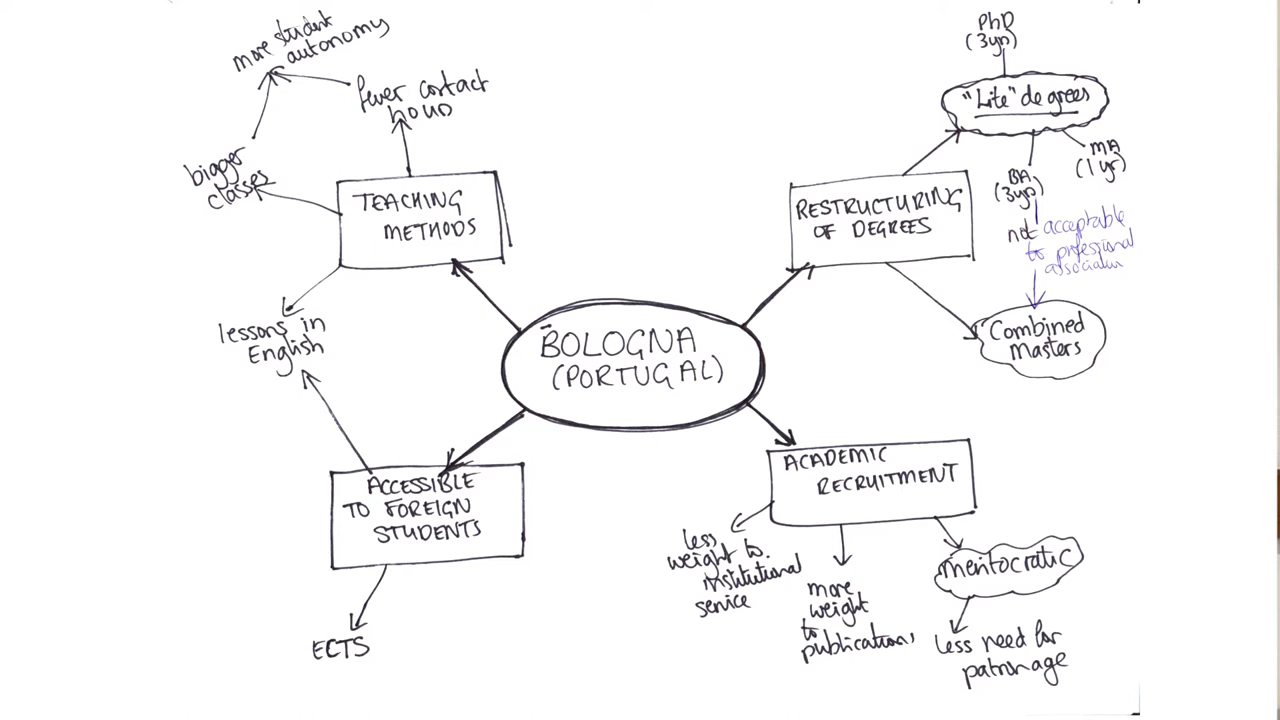 more student
autonomy
fewer contact
hours
bigger
classes
TEACHING
METHODS
lessons in
English
PhD
(3yrs)
"Lite" degrees
MA
(1 yr)
BA
(3yrs)
not acceptable
to professional
association
RESTRUCTURING
OF DEGREES
Combined
Masters
BOLOGNA
(PORTUGAL)
ACCESSIBLE
TO FOREIGN
STUDENTS
ECTS
ACADEMIC
RECRUITMENT
less
weight to
institutional
service
more
weight
to
publications
meritocratic
less need for
patronage